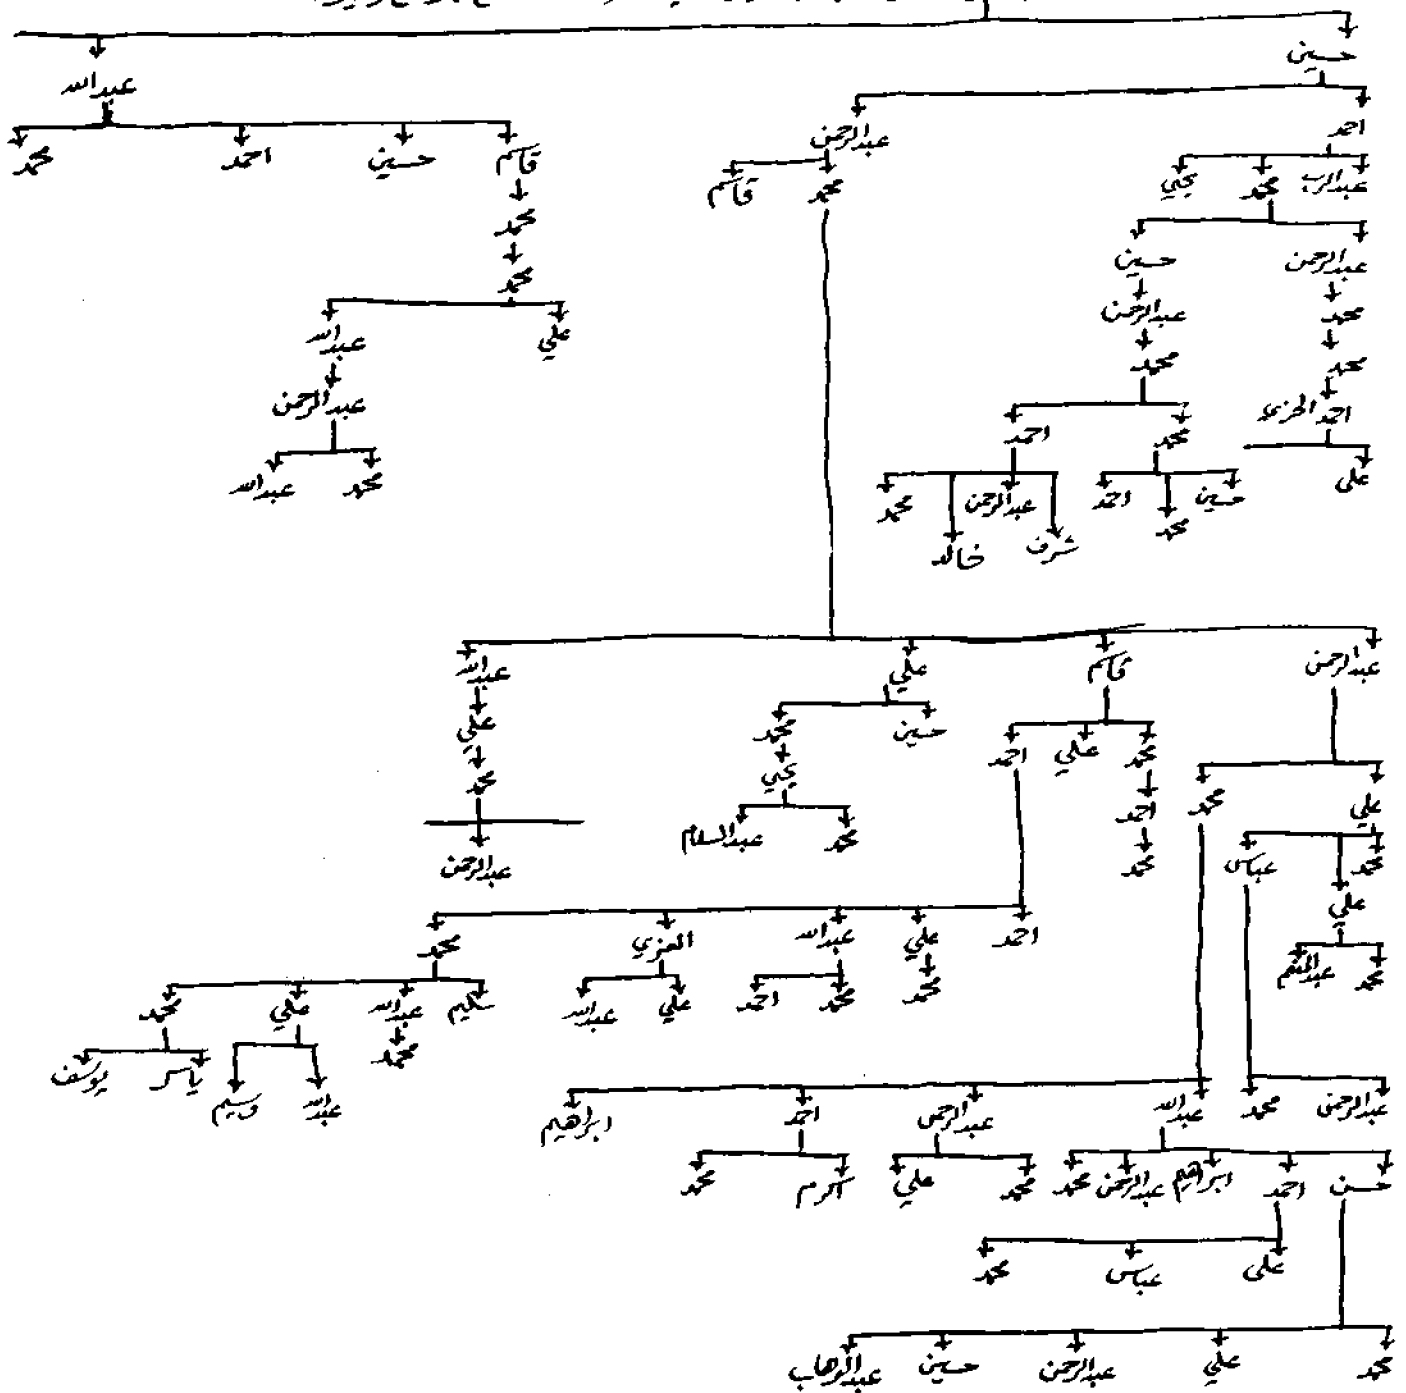 حسين
عبدالله
احمد
عبدالرحمن
قاسم حسين احمد محمد
عبدالرب محمد يحيي
محمد قاسم
محمد
عبدالرحمن حسين
محمد
محمد عبدالرحمن
علي عبدالله
محمد محمد
احمد الحزي عبدالرحمن
محمد احمد
علي
حسين محمد احمد
عبدالرحمن شرف خالد محمد
محمد عبدالله
عبدالرحمن قاسم علي عبدالله
حسين محمد علي
محمد علي احمد
يحيي محمد
علي محمد
احمد
محمد عبدالسلام
محمد عباس
محمد
عبدالرحمن
علي
احمد علي عبدالله العزي محمد
محمد عبدالمنعم
محمد
محمد احمد
علي عبدالله
سليم عبدالله علي محمد
محمد
ياسر يوسف
عبدالله وسيم
عبدالرحمن محمد
عبدالله عبدالرحمن احمد ابراهيم
حسن احمد ابراهيم عبدالرحمن محمد
محمد علي
اكرم محمد
علي عباس محمد
محمد علي عبدالرحمن حسين عبدالوهاب